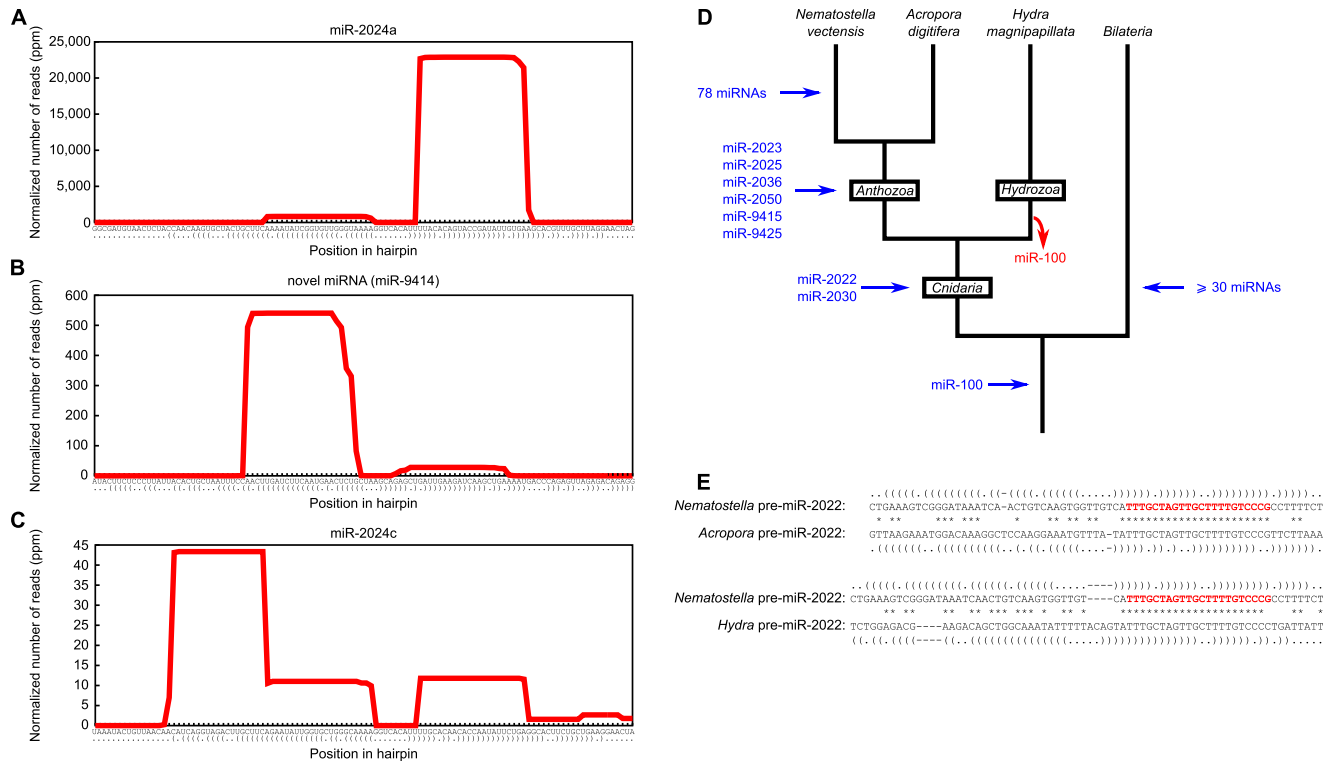 A
miR-2024a
Normalized number of reads (ppm)
25,000
20,000
15,000
10,000
5,000
0
GGCGAUGUAACUCUACCAACAAGUGCUACUGCUUCAAAAUAUCGGUGUUGGGUAAAAGGUCACAUUUUACACAGUACCGAUAUUGUGAAGCACGUUUGCUUAGGAACUAG
Position in hairpin
B
novel miRNA (miR-9414)
Normalized number of reads (ppm)
600
500
400
300
200
100
0
Position in hairpin
C
miR-2024c
Normalized number of reads (ppm)
45
40
35
30
25
20
15
10
5
0
UAAAUACUGUUAACAACAUCAGGUAGACUUGCUUCAGAAUAUUGGUGCUGGGCAAAAGGUCACAUUUUGCACAACACCAAUAUUCUGAGGCACUUCUGCUGAAGGAACUA
Position in hairpin
D
Nematostella
vectensis
Acropora
digitifera
Hydra
magnipapillata
Bilateria
78 miRNAs
miR-2023
miR-2025
miR-2036
miR-2050
miR-9415
miR-9425
Anthozoa
Hydrozoa
miR-100
miR-2022
miR-2030
Cnidaria
⩾ 30 miRNAs
miR-100
E
Nematostella pre-miR-2022: CTGAAAGTCGGGATAAATCA-ACTGTCAAGTGGTTGTCATTTGCTAGTTGCTTTTGTCCCGCCTTTTCT
Acropora pre-miR-2022: GTTAAGAAATGGACAAAGGCTCCAAGGAAATGTTTA-TATTTGCTAGTTGCTTTTGTCCCGTTCTTAAA
Nematostella pre-miR-2022: CTGAAAGTCGGGATAAATCAACTGTCAAGTGGTTGT----CATTTGCTAGTTGCTTTTGTCCCGCCTTTTCT
Hydra pre-miR-2022: TCTGGAGACG----AAGACAGCTGGCAAATATTTTTACAGTATTTGCTAGTTGCTTTTGTCCCCTGATTATT